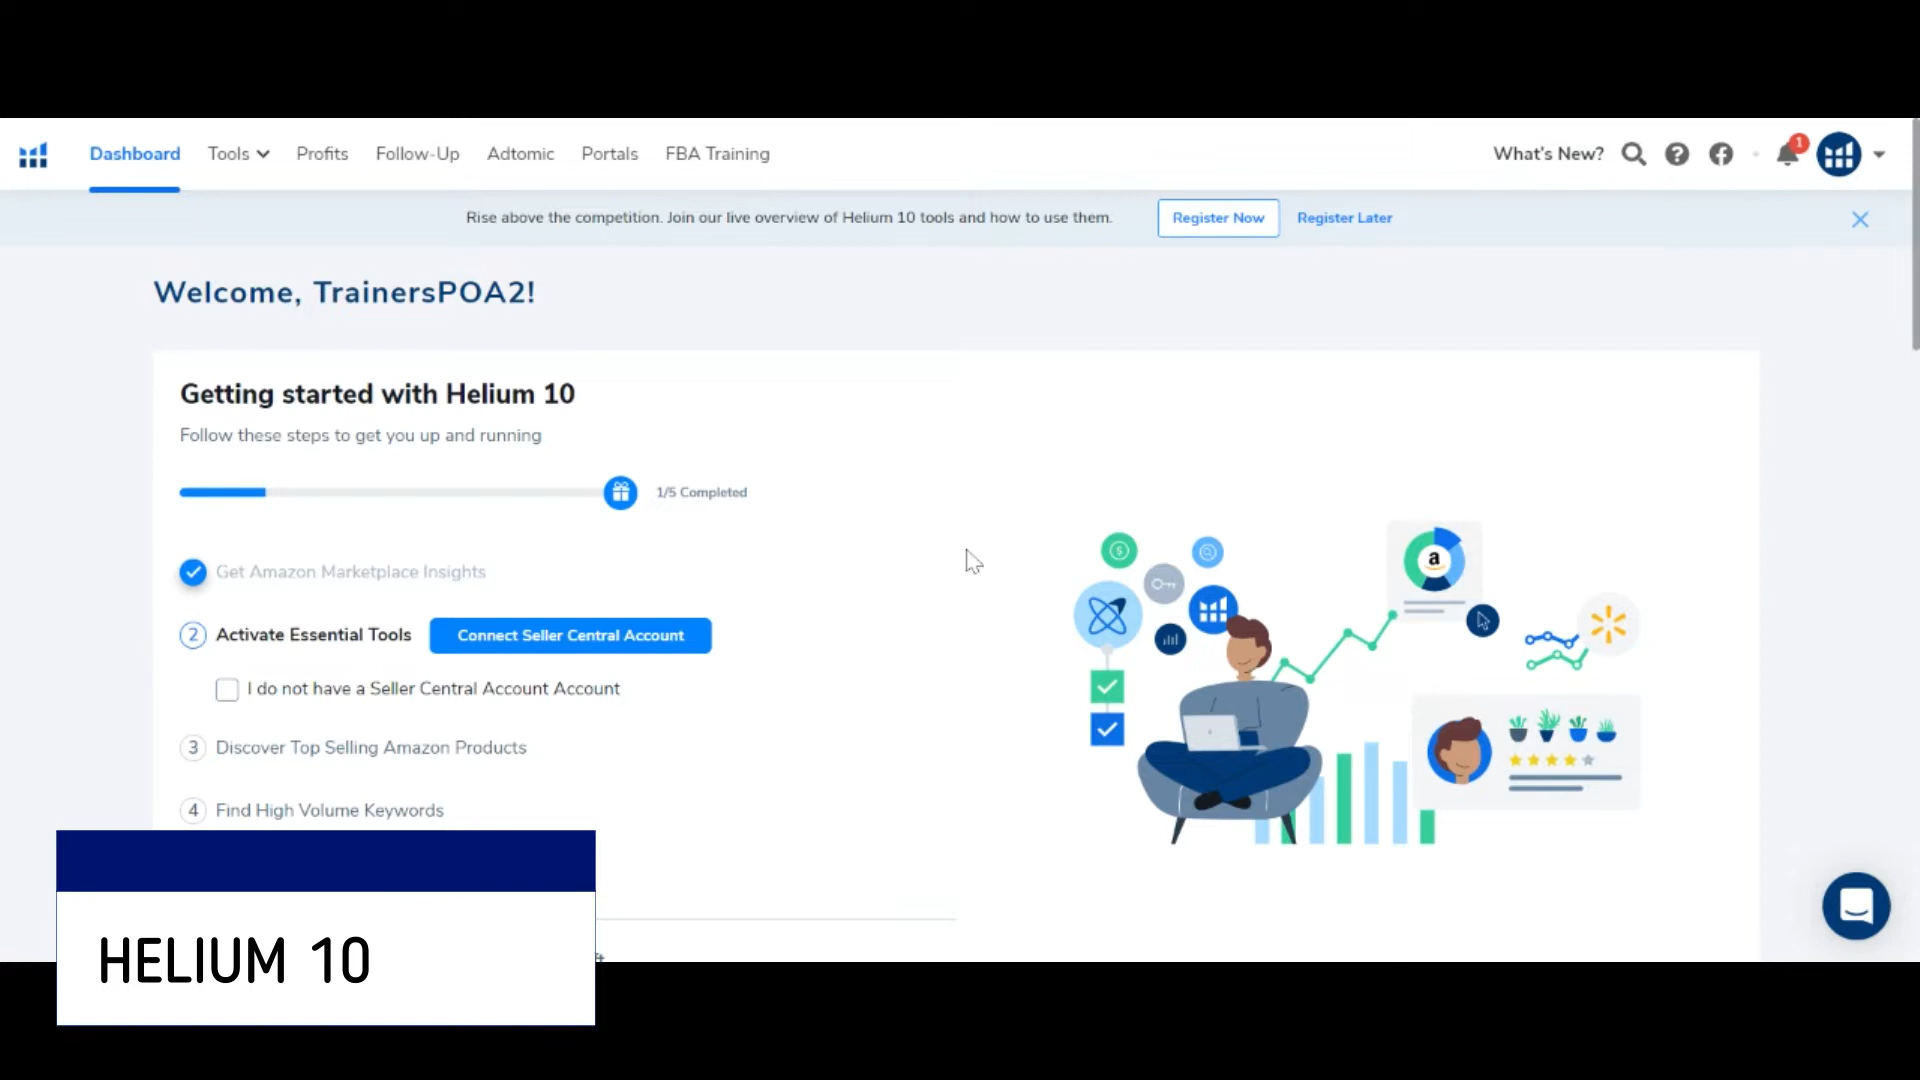 Dashboard Tools Profits Follow-Up Adtomic Portals FBA Training What's New? 1
Rise above the competition. Join our live overview of Helium 10 tools and how to use them. Register Now Register Later
Welcome, TrainersPOA2!
Getting started with Helium 10
Follow these steps to get you up and running
1/5 Completed
Get Amazon Marketplace Insights
2 Activate Essential Tools Connect Seller Central Account
I do not have a Seller Central Account Account
3 Discover Top Selling Amazon Products
4 Find High Volume Keywords
HELIUM 10